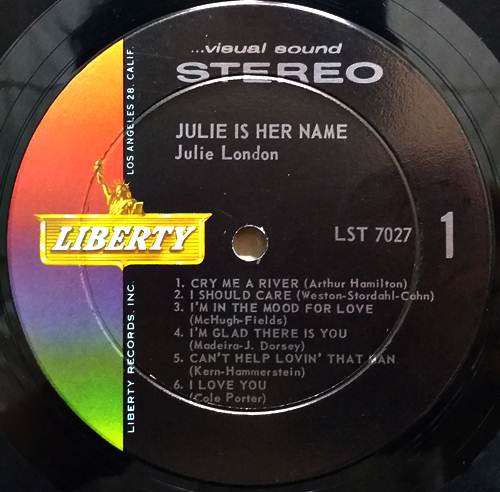 ...visual sound
STEREO
JULIE IS HER NAME
Julie London
LIBERTY
LST 7027
1
1. CRY ME A RIVER (Arthur Hamilton)
2. I SHOULD CARE (Weston-Stordahl-Cahn)
3. I'M IN THE MOOD FOR LOVE
(McHugh-Fields)
4. I'M GLAD THERE IS YOU
(Madeira-J. Dorsey)
5. CAN'T HELP LOVIN' THAT MAN
(Kern-Hammerstein)
6. I LOVE YOU
(Cole Porter)
LIBERTY RECORDS, INC.
LOS ANGELES 28, CALIF.